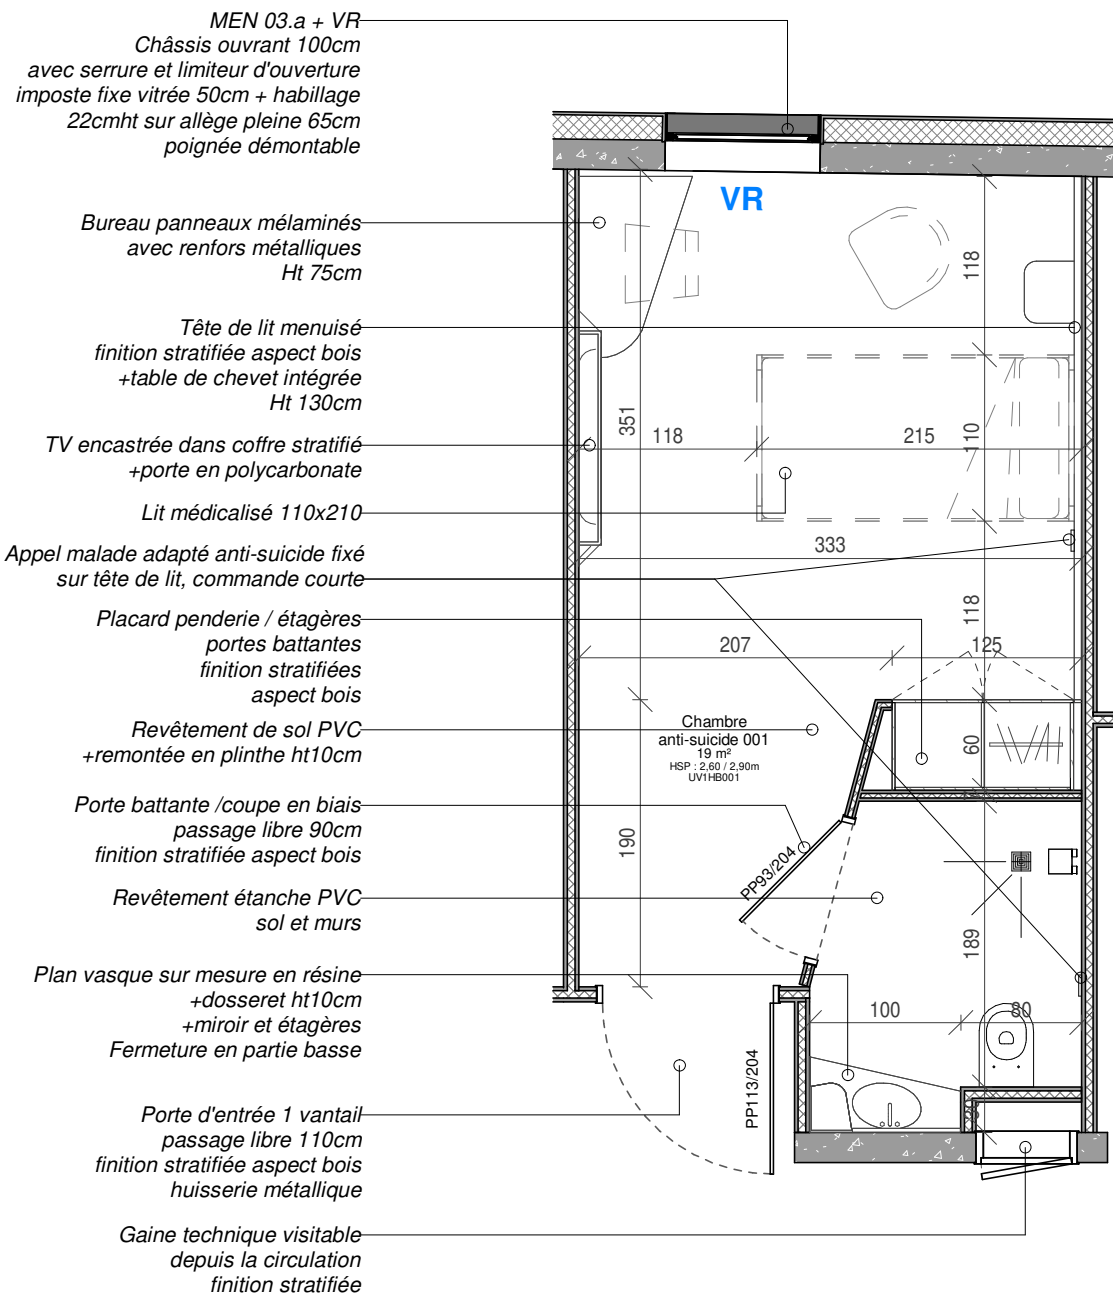 MEN 03.a + VR
Châssis ouvrant 100cm
avec serrure et limiteur d'ouverture
imposte fixe vitrée 50cm + habillage
22cmht sur allège pleine 65cm
poignée démontable
Bureau panneaux mélaminés
avec renfors métalliques
Ht 75cm
Tête de lit menuisé
finition stratifiée aspect bois
+table de chevet intégrée
Ht 130cm
TV encastrée dans coffre stratifié
+porte en polycarbonate
Lit médicalisé 110x210
Appel malade adapté anti-suicide fixé
sur tête de lit, commande courte
Placard penderie / étagères
portes battantes
finition stratifiées
aspect bois
Revêtement de sol PVC
+remontée en plinthe ht10cm
Porte battante /coupe en biais
passage libre 90cm
finition stratifiée aspect bois
Revêtement étanche PVC
sol et murs
Plan vasque sur mesure en résine
+dosseret ht10cm
+miroir et étagères
Fermeture en partie basse
Porte d'entrée 1 vantail
passage libre 110cm
finition stratifiée aspect bois
huisserie métallique
Gaine technique visitable
depuis la circulation
finition stratifiée
VR
118
351
118
215
110
333
118
207
125
Chambre
anti-suicide 001
19 m²
HSP : 2,60 / 2,90m
UV1HB001
60
190
PP93/204
189
100
80
PP113/204